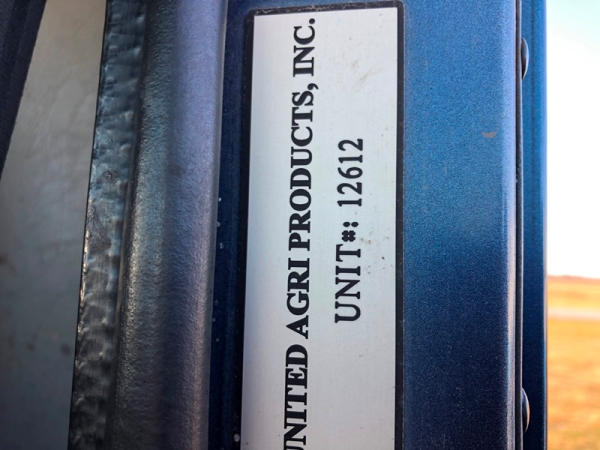 UNITED AGRI PRODUCTS, INC.
UNIT#: 12612